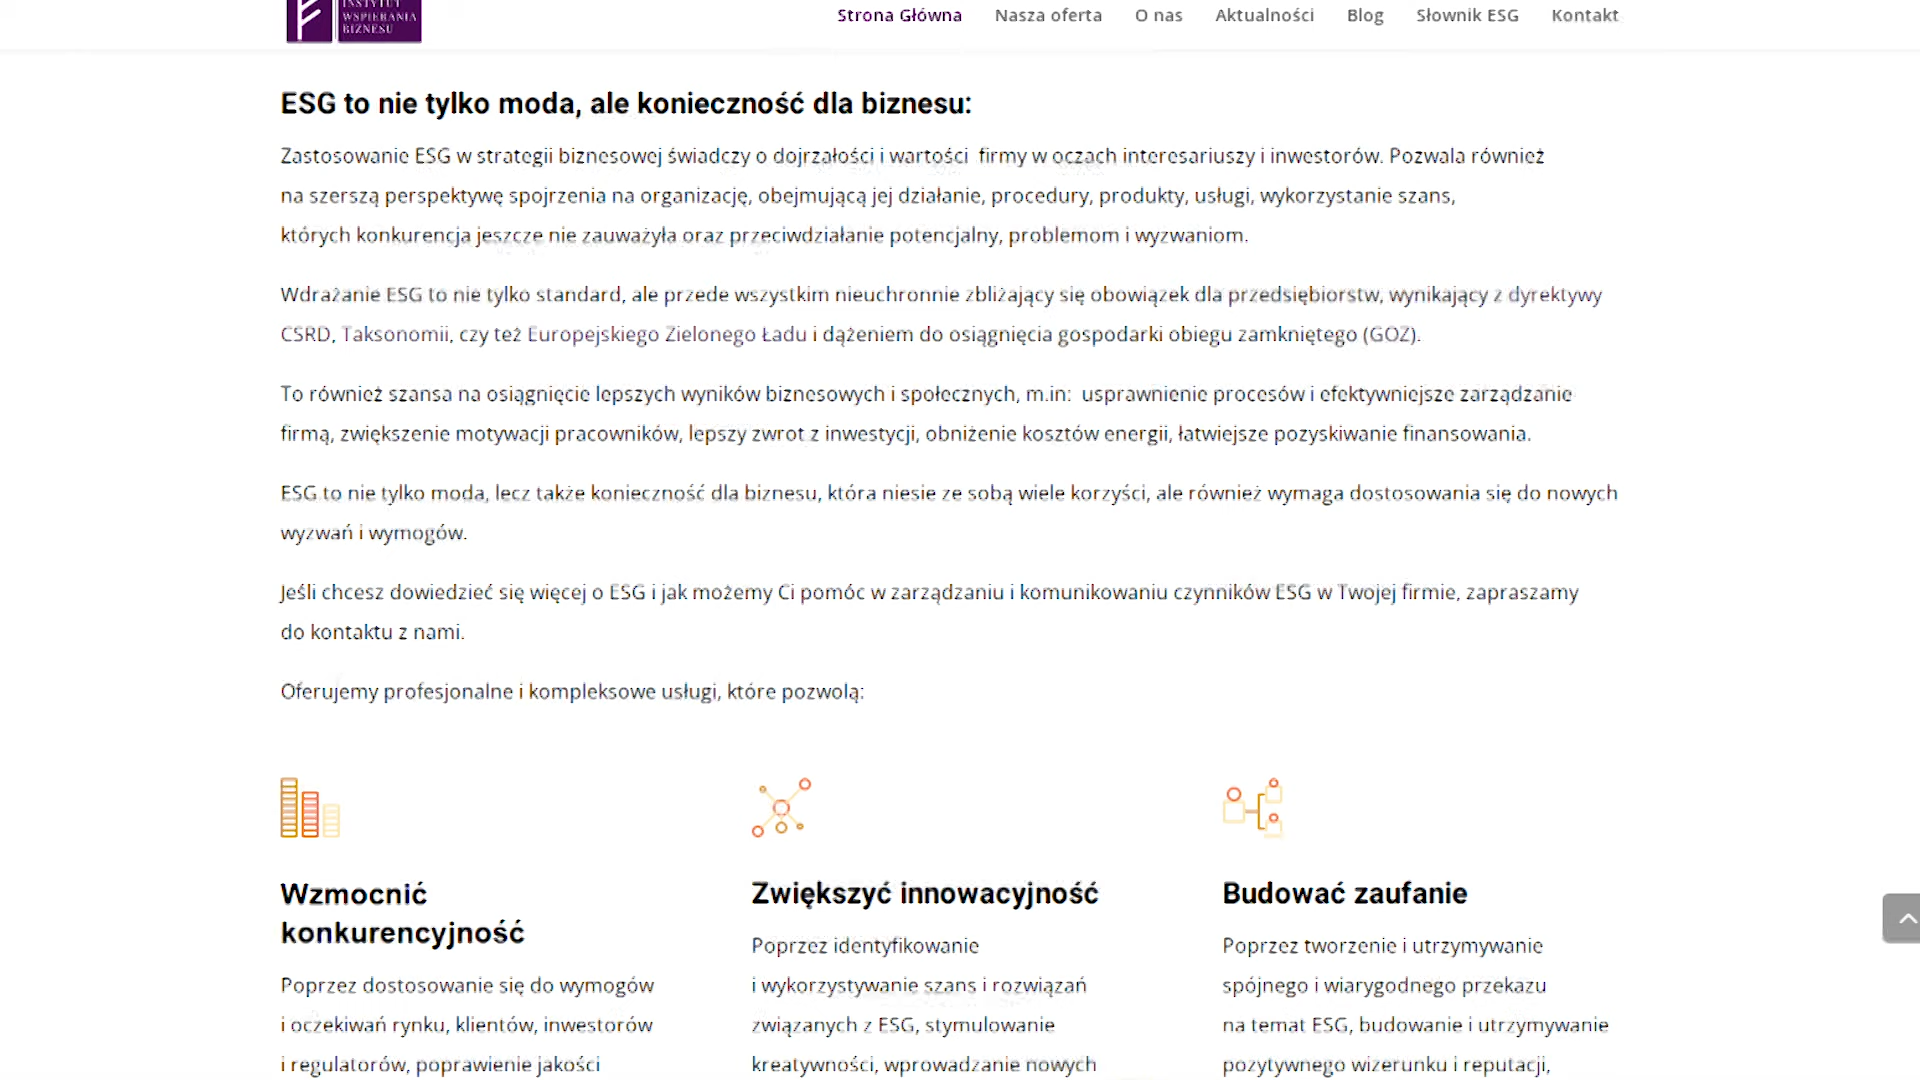 INSTYTUT
WSPIERANIA
BIZNESU
Strona Główna Nasza oferta O nas Aktualności Blog Słownik ESG Kontakt
ESG to nie tylko moda, ale konieczność dla biznesu:
Zastosowanie ESG w strategii biznesowej świadczy o dojrzałości i wartości firmy w oczach interesariuszy i inwestorów. Pozwala również
na szerszą perspektywę spojrzenia na organizację, obejmującą jej działanie, procedury, produkty, usługi, wykorzystanie szans,
których konkurencja jeszcze nie zauważyła oraz przeciwdziałanie potencjalny, problemom i wyzwaniom.
Wdrażanie ESG to nie tylko standard, ale przede wszystkim nieuchronnie zbliżający się obowiązek dla przedsiębiorstw, wynikający z dyrektywy
CSRD, Taksonomii, czy też Europejskiego Zielonego Ładu i dążeniem do osiągnięcia gospodarki obiegu zamkniętego (GOZ).
To również szansa na osiągnięcie lepszych wyników biznesowych i społecznych, m.in: usprawnienie procesów i efektywniejsze zarządzanie
firmą, zwiększenie motywacji pracowników, lepszy zwrot z inwestycji, obniżenie kosztów energii, łatwiejsze pozyskiwanie finansowania.
ESG to nie tylko moda, lecz także konieczność dla biznesu, która niesie ze sobą wiele korzyści, ale również wymaga dostosowania się do nowych
wyzwań i wymogów.
Jeśli chcesz dowiedzieć się więcej o ESG i jak możemy Ci pomóc w zarządzaniu i komunikowaniu czynników ESG w Twojej firmie, zapraszamy
do kontaktu z nami.
Oferujemy profesjonalne i kompleksowe usługi, które pozwolą:
Wzmocnić
konkurencyjność
Poprzez dostosowanie się do wymogów
i oczekiwań rynku, klientów, inwestorów
i regulatorów, poprawienie jakości
Zwiększyć innowacyjność
Poprzez identyfikowanie
i wykorzystywanie szans i rozwiązań
związanych z ESG, stymulowanie
kreatywności, wprowadzanie nowych
Budować zaufanie
Poprzez tworzenie i utrzymywanie
spójnego i wiarygodnego przekazu
na temat ESG, budowanie i utrzymywanie
pozytywnego wizerunku i reputacji,